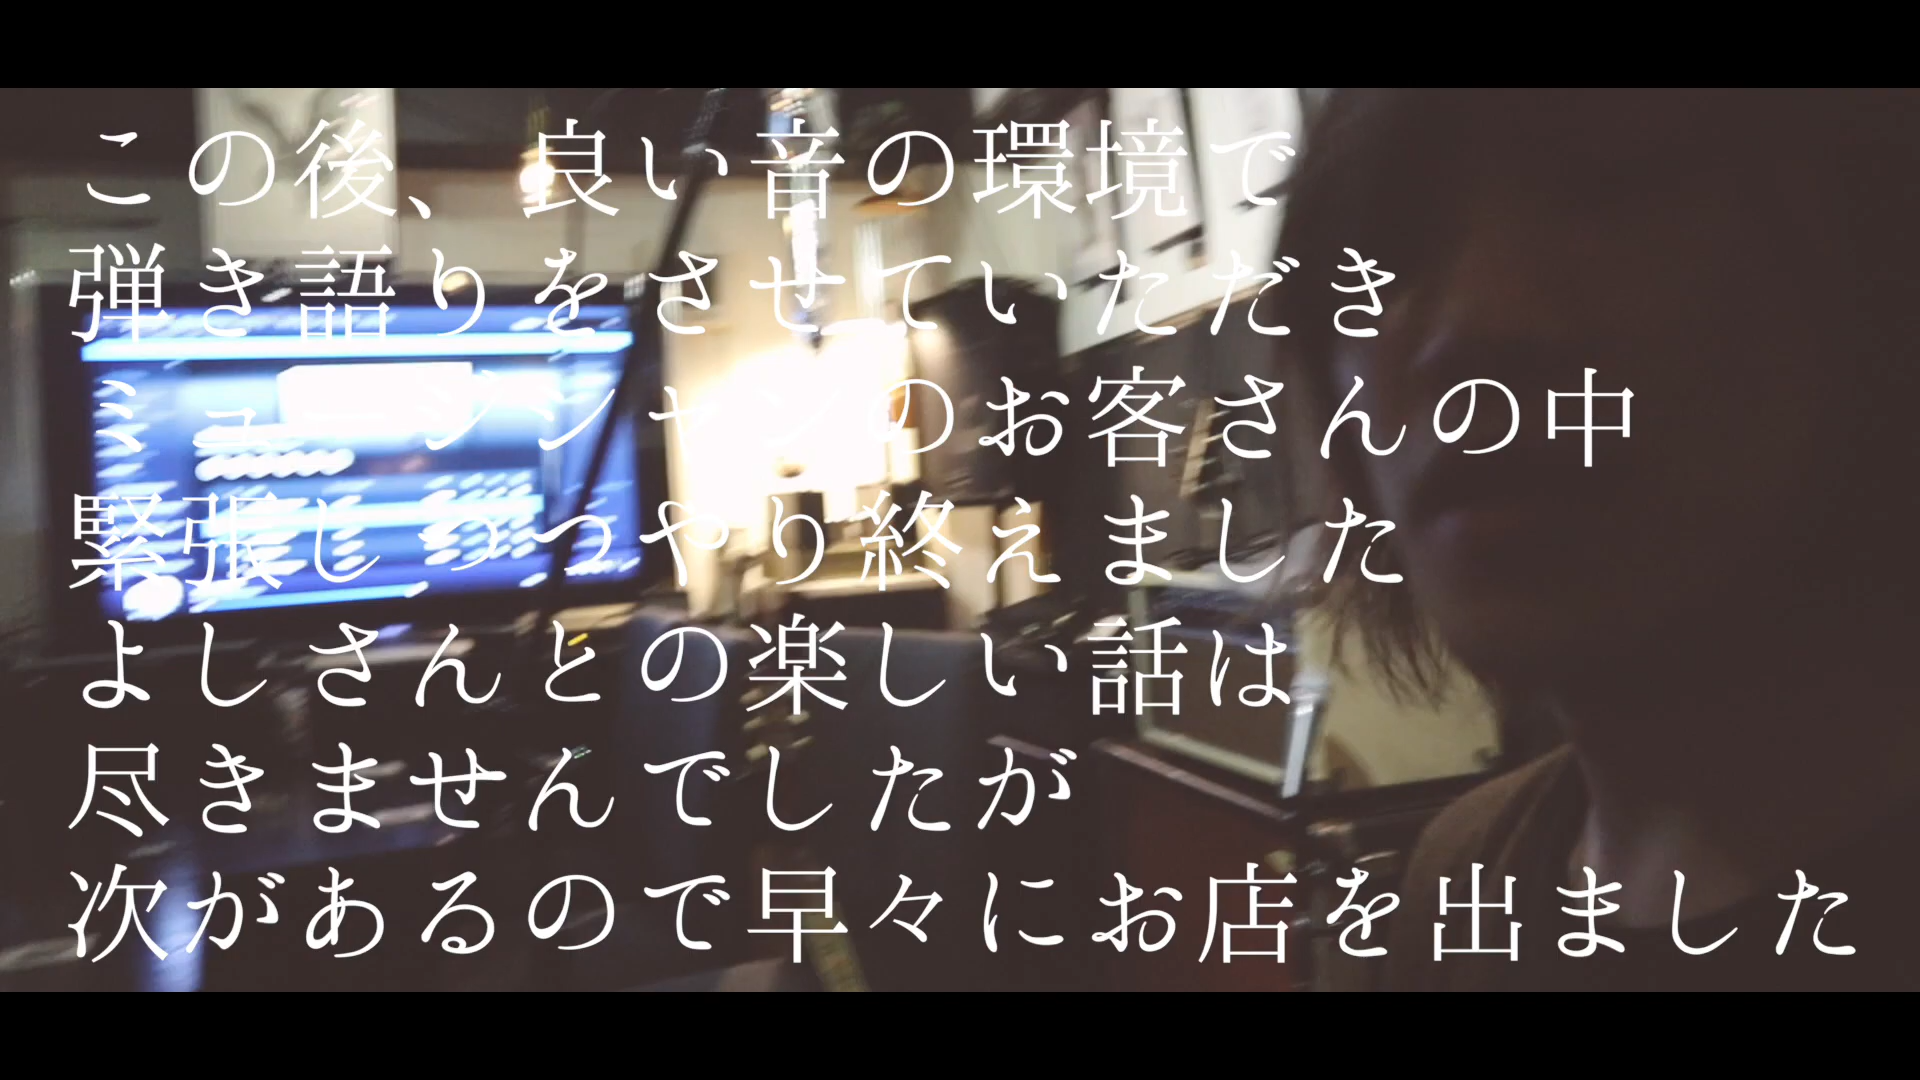 この後、良い音の環境で
弾き語りをさせていただき
ミュージシャンのお客さんの中
緊張しつつやり終えました
よしさんとの楽しい話は
尽きませんでしたが
次があるので早々にお店を出ました